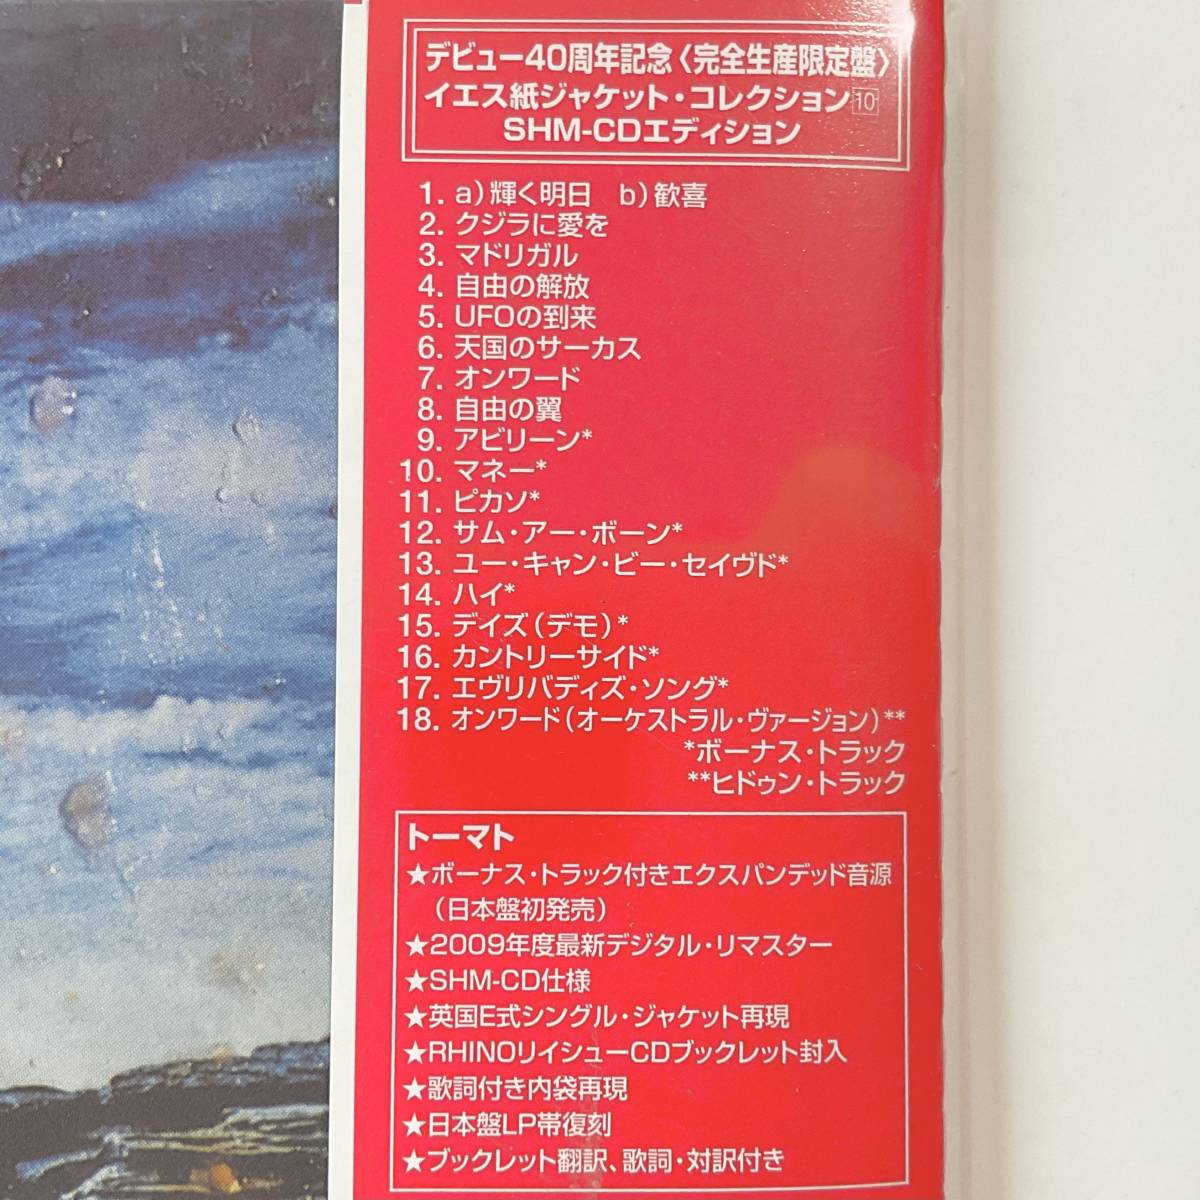 デビュー40周年記念〈完全生産限定盤〉
イエス紙ジャケット・コレクション10
SHM-CDエディション
1. a)輝く明日 b)歓喜
2. クジラに愛を
3. マドリガル
4. 自由の解放
5. UFOの到来
6. 天国のサーカス
7. オンワード
8. 自由の翼
9. アビリーン*
10. マネー*
11. ピカソ*
12. サム・アー・ボーン*
13. ユー・キャン・ビー・セイヴド*
14. ハイ*
15. デイズ(デモ)*
16. カントリーサイド*
17. エヴリバディズ・ソング*
18. オンワード(オーケストラル・ヴァージョン)**
*ボーナス・トラック
**ヒドゥン・トラック
トーマト
★ボーナス・トラック付きエクスパンデッド音源
(日本盤初発売)
★2009年度最新デジタル・リマスター
★SHM-CD仕様
★英国E式シングル・ジャケット再現
★RHINOリイシューCDブックレット封入
★歌詞付き内袋再現
★日本盤LP帯復刻
★ブックレット翻訳、歌詞・対訳付き